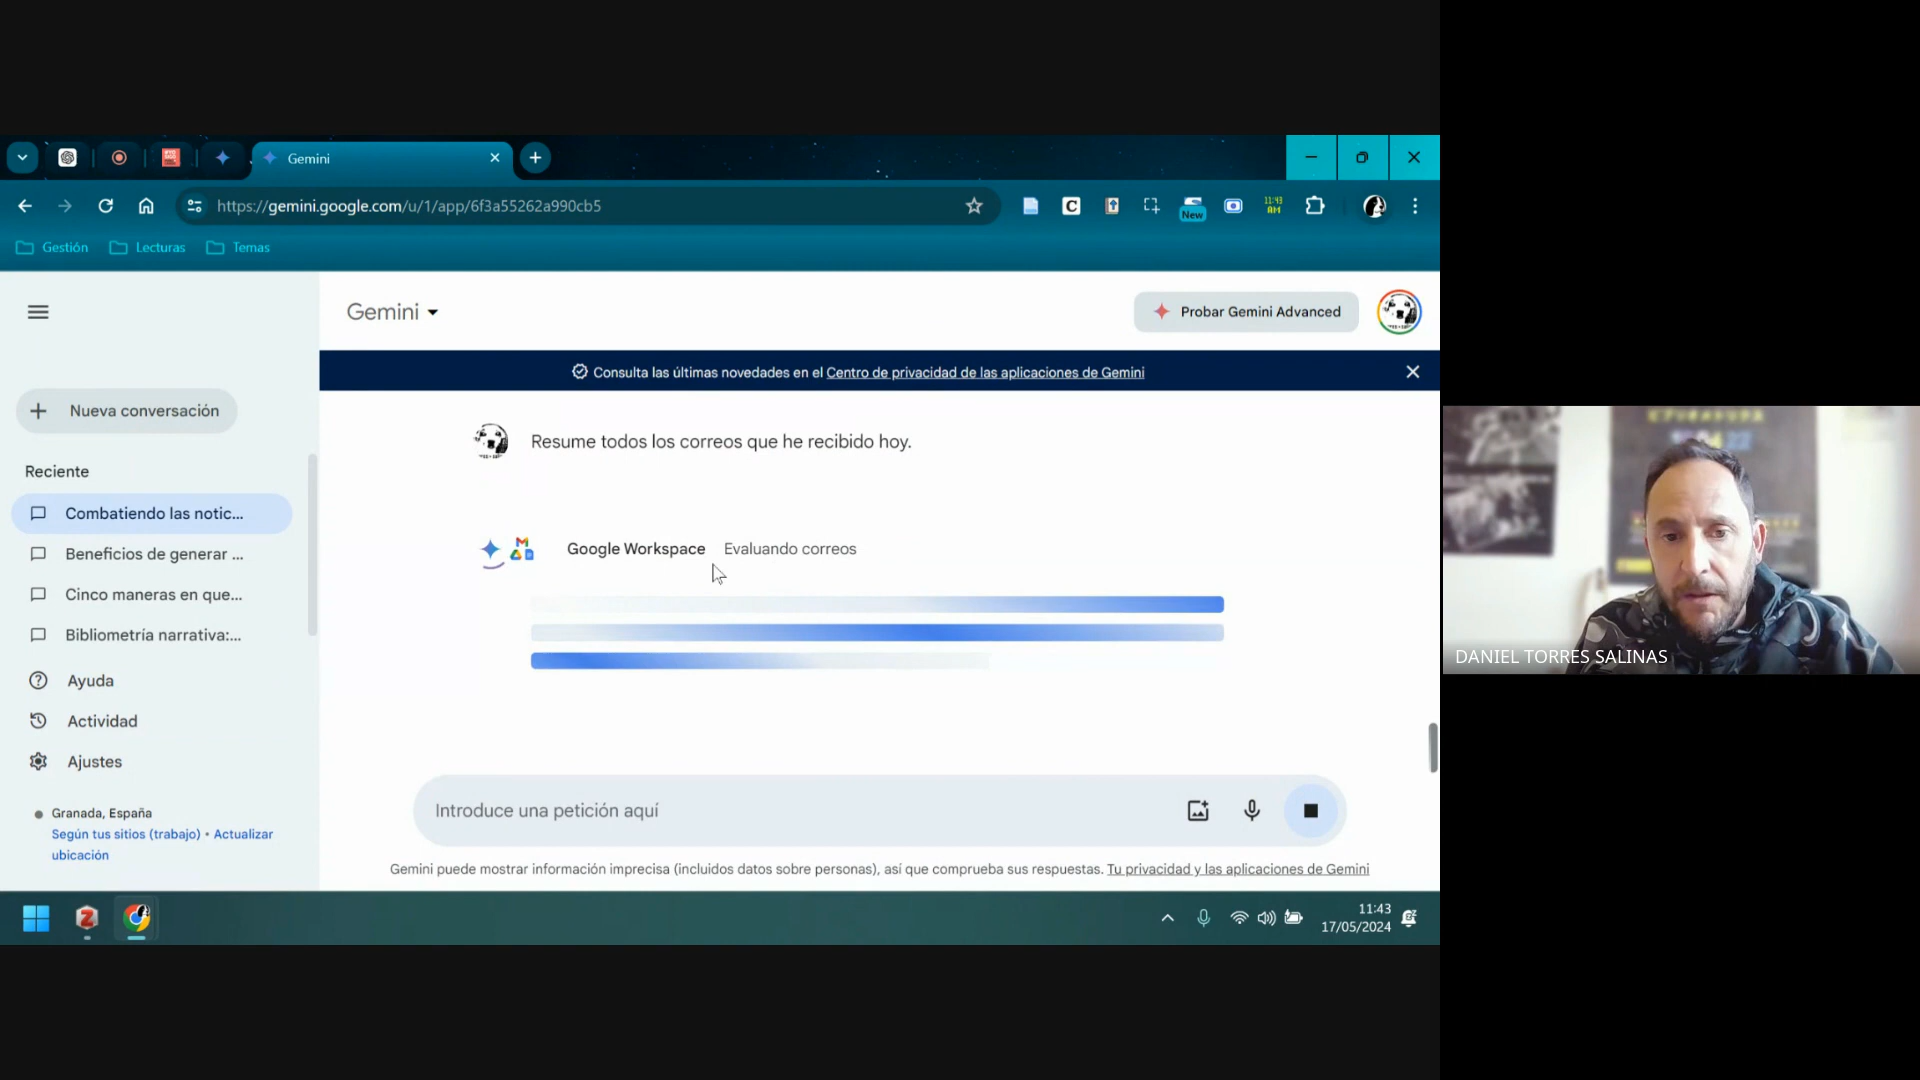 Gemini
https://gemini.google.com/u/1/app/6f3a55262a990cb5
New
11:43
AM
Gestión
Lecturas
Temas
Gemini
Probar Gemini Advanced
Consulta las últimas novedades en el Centro de privacidad de las aplicaciones de Gemini
Nueva conversación
Reciente
Combatiendo las notic...
Beneficios de generar ...
Cinco maneras en que...
Bibliometría narrativa:...
Ayuda
Actividad
Ajustes
Granada, España
Según tus sitios (trabajo) • Actualizar
ubicación
Resume todos los correos que he recibido hoy.
Google Workspace Evaluando correos
Introduce una petición aquí
Gemini puede mostrar información imprecisa (incluidos datos sobre personas), así que comprueba sus respuestas. Tu privacidad y las aplicaciones de Gemini
11:43
17/05/2024
DANIEL TORRES SALINAS